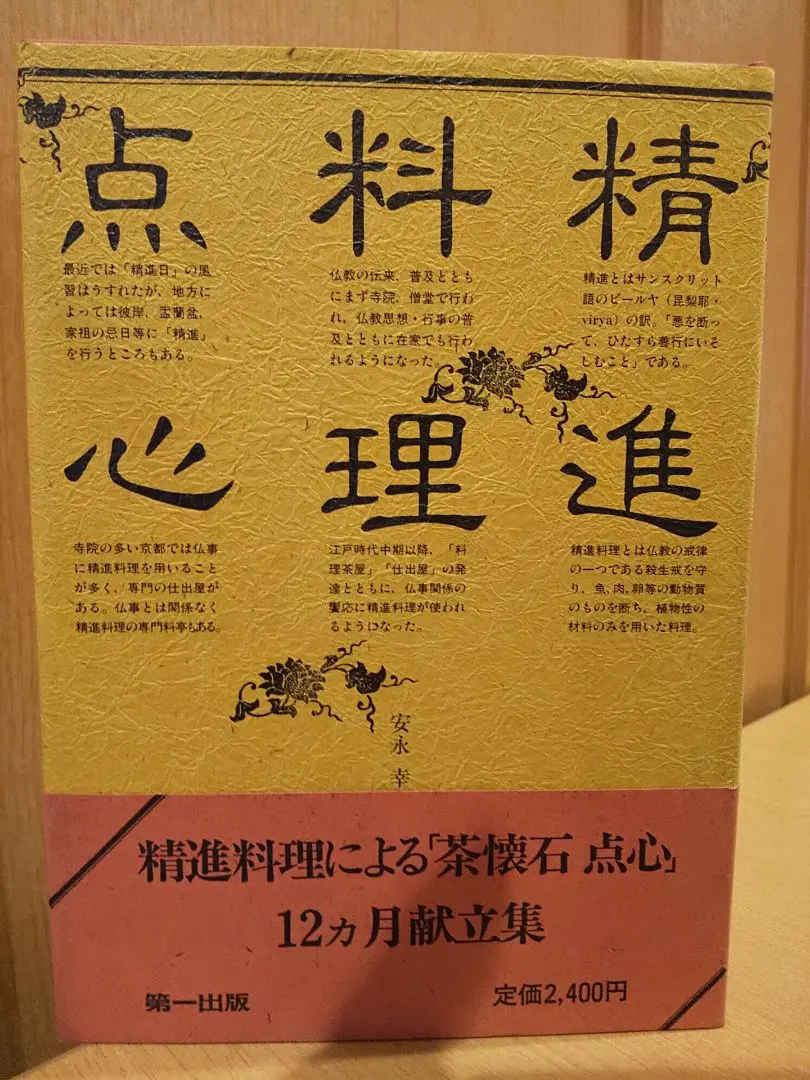 精進
精進とはサンスクリット
語のビールヤ（毘梨耶・
virya）の訳。「悪を断っ
て、ひたすら善行にいそ
しむこと」である。
精進料理とは仏教の戒律
の一つである殺生戒を守
り、魚、肉、卵等の動物質
のものを断ち、植物性の
材料のみを用いた料理。
料理
仏教の伝来、普及ととも
にまず寺院、僧堂で行わ
れ、仏教思想・行事の普
及とともに在家でも行わ
れるようになった。
江戸時代中期以降、「料
理茶屋」「仕出屋」の発
達とともに、仏事関係の
饗応に精進料理が使われ
るようになった。
点心
最近では「精進日」の風
習はうすれたが、地方に
よっては彼岸、盂蘭盆、
家祖の忌日等に「精進」
を行うところもある。
寺院の多い京都では仏事
に精進料理を用いること
が多く、専門の仕出屋が
ある。仏事とは関係なく
精進料理の専門料亭もある。
安永 幸
精進料理による「茶懐石 点心」
12ヵ月献立集
第一出版
定価2,400円